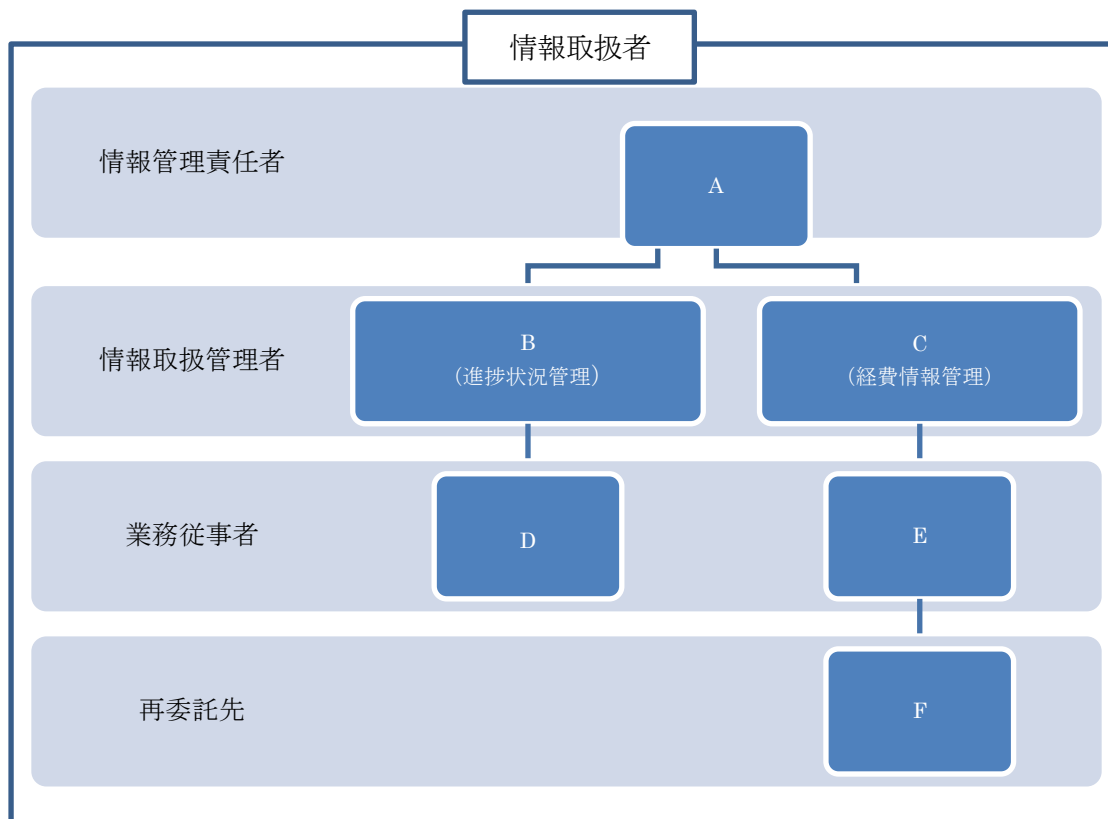 情報取扱者
情報管理責任者
A
情報取扱管理者
B
（進捗状況管理）
C
（経費情報管理）
業務従事者
D
E
再委託先
F